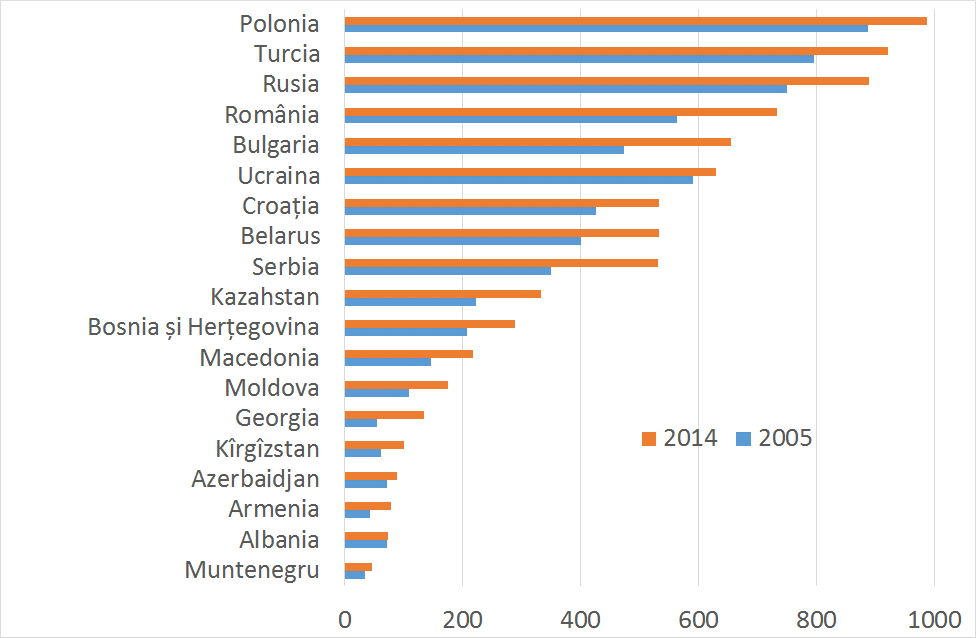 Polonia
Turcia
Rusia
România
Bulgaria
Ucraina
Croația
Belarus
Serbia
Kazahstan
Bosnia și Herțegovina
Macedonia
Moldova
Georgia
Kîrgîzstan
Azerbaidjan
Armenia
Albania
Muntenegru
2014 2005
0 200 400 600 800 1000